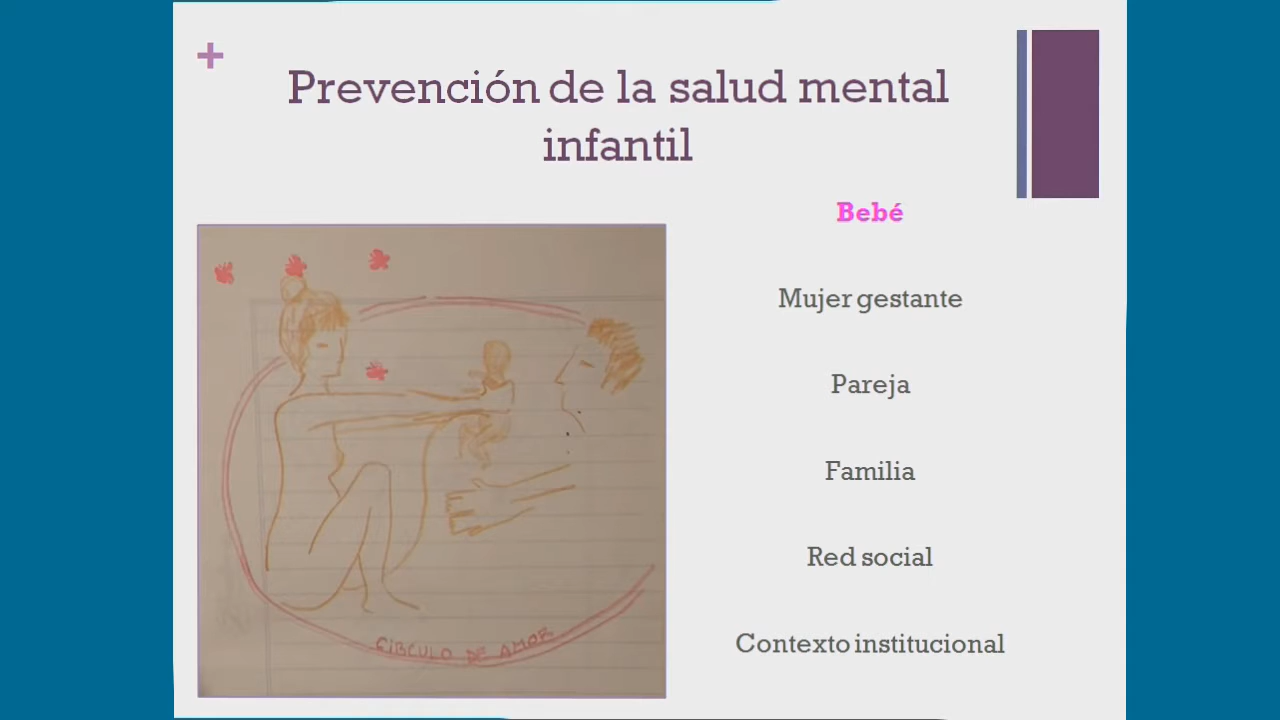 Prevención de la salud mental
infantil
Bebé
Mujer gestante
Pareja
Familia
Red social
Contexto institucional
CIRCULO DE AMOR